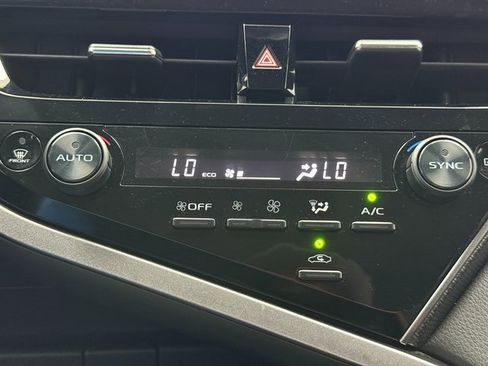 FRONT
AUTO
LO ECO LO
SYNC
OFF
A/C